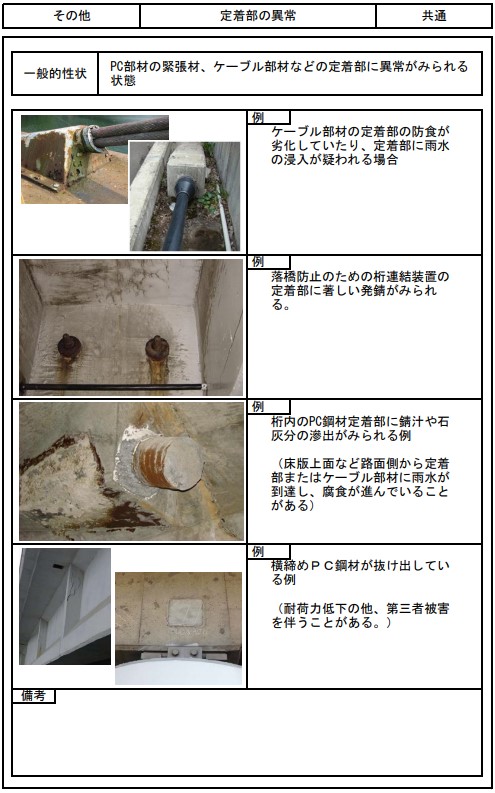 その他
定着部の異常
共通
一般的性状
PC部材の緊張材、ケーブル部材などの定着部に異常がみられる
状態
例
ケーブル部材の定着部の防食が
劣化していたり、定着部に雨水
の浸入が疑われる場合
例
落橋防止のための桁連結装置の
定着部に著しい発錆がみられ
る。
例
桁内のPC鋼材定着部に錆汁や石
灰分の滲出がみられる例
（床版上面など路面側から定着
部またはケーブル部材に雨水が
到達し、腐食が進んでいること
がある）
例
横締めＰＣ鋼材が抜け出してい
る例
（耐荷力低下の他、第三者被害
を伴うことがある。）
備考